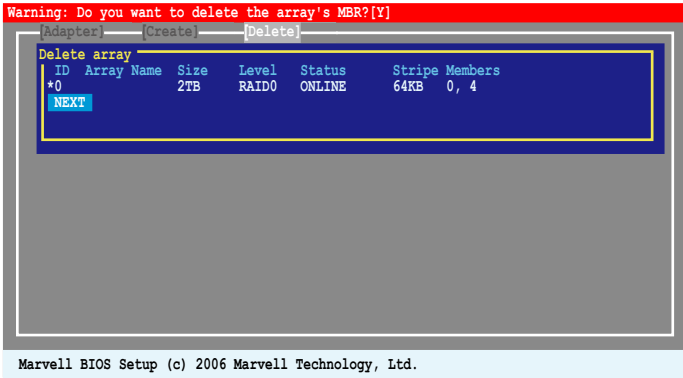 Warning: Do you want to delete the array's MBR?[Y]
[Adapter] [Create] [Delete]
Delete array
ID Array Name Size Level Status Stripe Members
*0 2TB RAID0 ONLINE 64KB 0, 4
NEXT
Marvell BIOS Setup (c) 2006 Marvell Technology, Ltd.